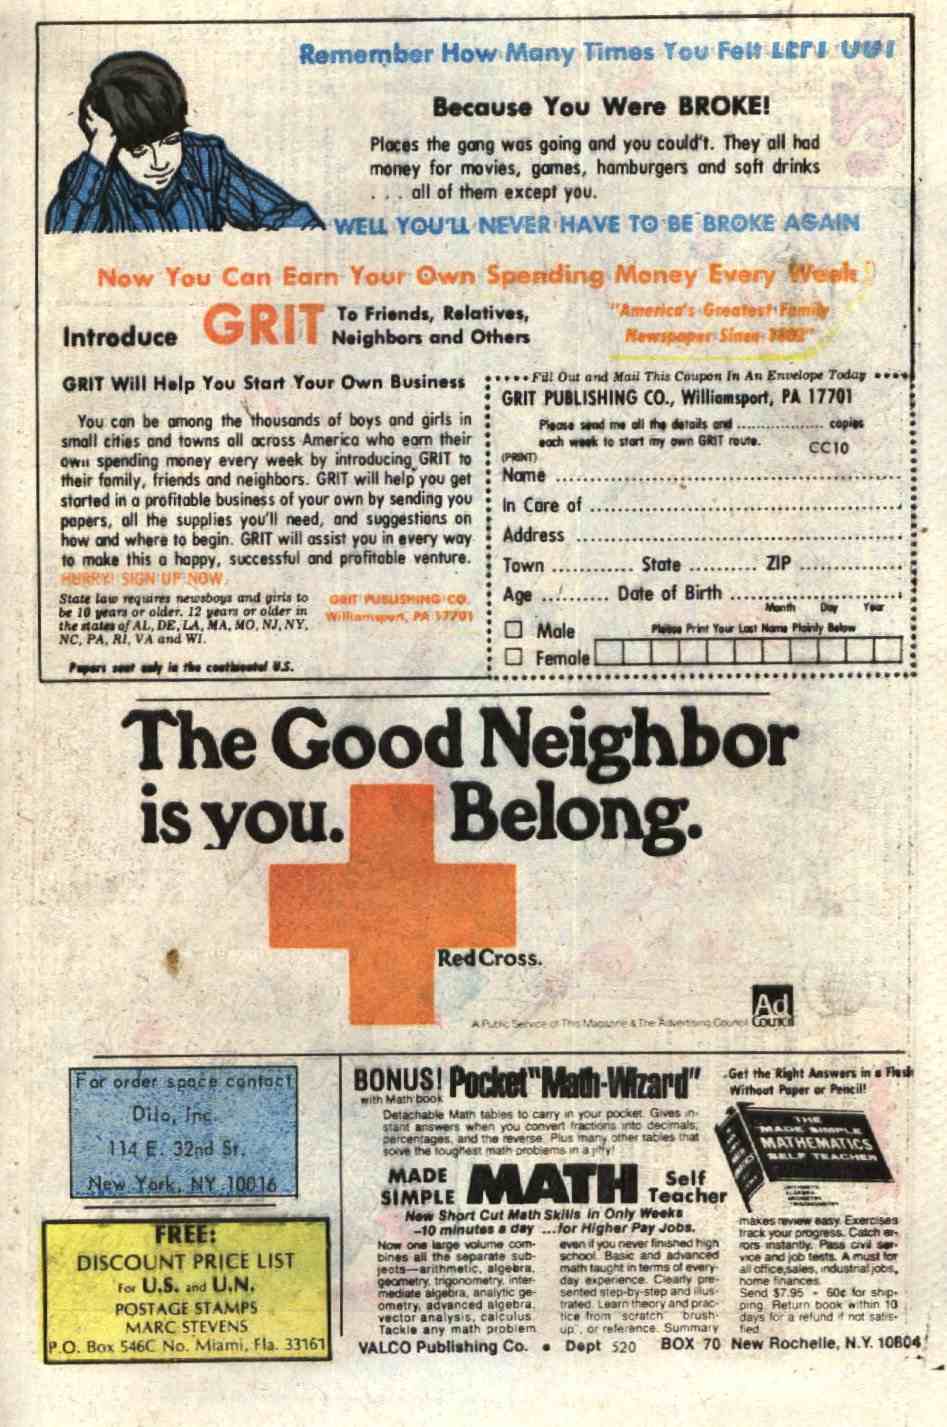 Remember How Many Times You Felt LEFT OUT
Because You Were BROKE!
Places the gang was going and you could't. They all had
money for movies, games, hamburgers and soft drinks
. . . all of them except you.
WELL YOU'LL NEVER HAVE TO BE BROKE AGAIN
Now You Can Earn Your Own Spending Money Every Week
Introduce GRIT To Friends, Relatives,
Neighbors and Others
"America's Greatest Family
Newspaper Since
GRIT Will Help You Start Your Own Business
You can be among the thousands of boys and girls in
small cities and towns all across America who earn their
own spending money every week by introducing GRIT to
their family, friends and neighbors. GRIT will help you get
started in a profitable business of your own by sending you
papers, all the supplies you'll need, and suggestions on
how and where to begin. GRIT will assist you in every way
to make this a happy, successful and profitable venture.
HURRY! SIGN UP NOW.
State law requires newsboys and girls to
be 10 years or older. 12 years or older in
the states of AL, DE, LA, MA, MO, NJ, NY,
NC, PA, RI, VA and WI.
GRIT PUBLISHING CO.
Williamsport, PA 17701
Papers sent only in the continental U.S.
Fill Out and Mail This Coupon In An Envelope Today
GRIT PUBLISHING CO., Williamsport, PA 17701
Please send me all the details and ................. copies
each week to start my own GRIT route.
CC10
(PRINT)
Name
In Care of
Address
Town .......... State .......... ZIP
Age .......... Date of Birth
Month Day Year
Male
Please Print Your Last Name Plainly Below
Female
The Good Neighbor
is you. Belong.
Red Cross.
A Public Service of This Magazine & The Advertising Council
Ad
Council
For order space contact
Dilo, Inc.
114 E. 32nd St.
New York, NY 10016
FREE:
DISCOUNT PRICE LIST
For U.S. and U.N.
POSTAGE STAMPS
MARC STEVENS
P.O. Box 546C No. Miami, Fla. 33161
BONUS! Pocket "Math-Wizard"
with Math book
Detachable Math tables to carry in your pocket. Gives in-
stant answers when you convert fractions into decimals,
percentages, and the reverse. Plus many other tables that
solve the toughest math problems in a jiffy!
MADE
SIMPLE MATH Self
Teacher
New Short Cut Math Skills in Only Weeks
-10 minutes a day ...for Higher Pay Jobs.
Now one large volume com-
bines all the separate sub-
jects—arithmetic, algebra,
geometry, trigonometry, inter-
mediate algebra, analytic ge-
ometry, advanced algebra,
vector analysis, calculus.
Tackle any math problem
even if you never finished high
school. Basic and advanced
math taught in terms of every-
day experience. Clearly pre-
sented step-by-step and illus-
trated. Learn theory and prac-
tice from "scratch" brush-
up, or reference. Summary
Get the Right Answers in a Flash
Without Paper or Pencil!
THE
MADE SIMPLE
MATHEMATICS
SELF TEACHER
makes review easy. Exercises
track your progress. Catch er-
rors instantly. Pass civil ser-
vice and job tests. A must for
all office, sales, industrial jobs,
home finances.
Send $7.95 + 60¢ for ship-
ping. Return book within 10
days for a refund if not satis-
fied.
VALCO Publishing Co. • Dept 520 BOX 70 New Rochelle, N.Y. 10804